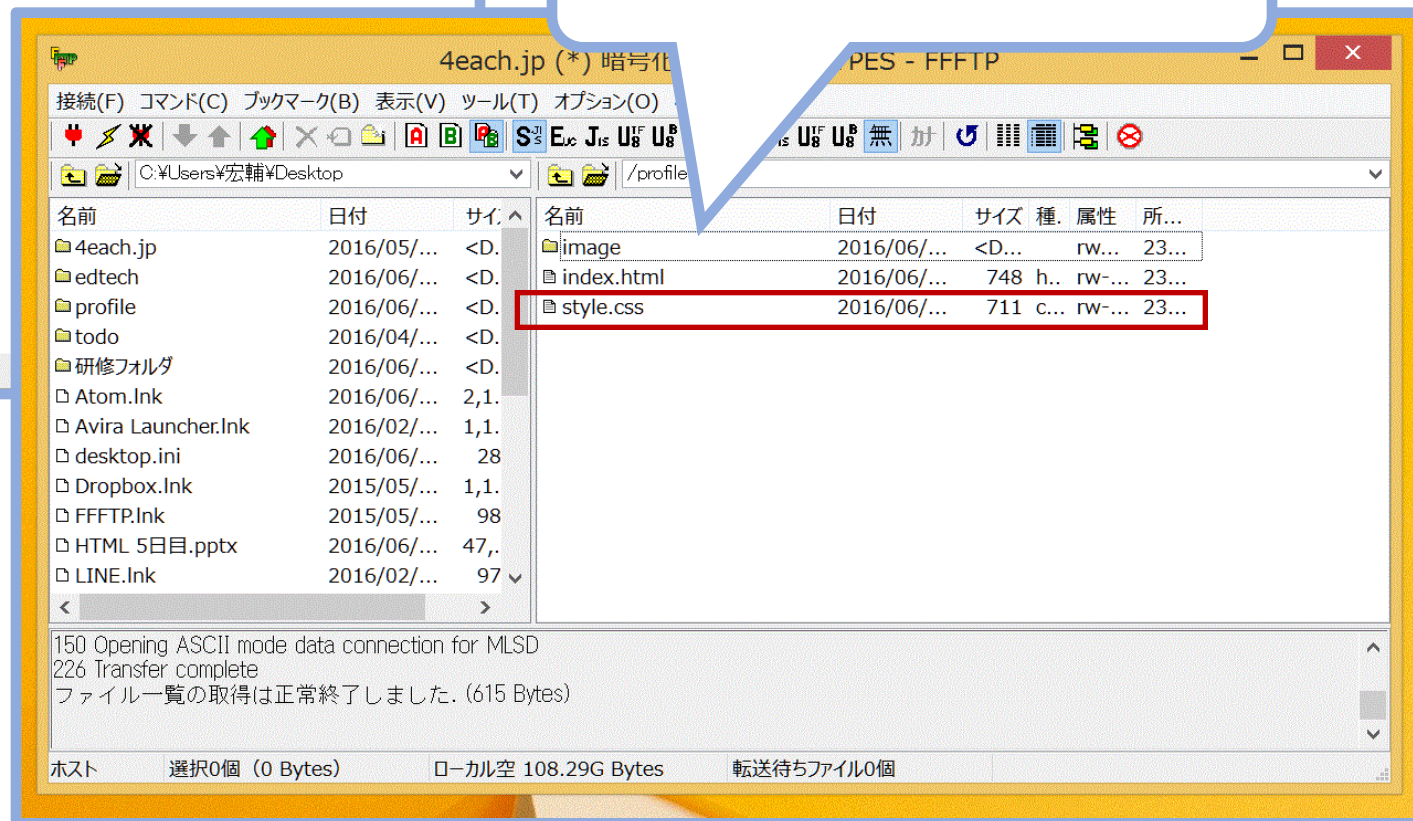 4each.jp (*) 暗号化 PES - FFFTP
接続(F) コマンド(C) ブックマーク(B) 表示(V) ツール(T) オプション(O)
C:¥Users¥宏輔¥Desktop /profile
名前 日付 サイ. 名前 日付 サイズ 種. 属性 所...
4each.jp 2016/05/... <D. image 2016/06/... <D... rw... 23...
edtech 2016/06/... <D. index.html 2016/06/... 748 h.. rw-... 23...
profile 2016/06/... <D. style.css 2016/06/... 711 c... rw-... 23...
todo 2016/04/... <D.
研修フォルダ 2016/06/... <D.
Atom.lnk 2016/06/... 2,1.
Avira Launcher.lnk 2016/02/... 1,1.
desktop.ini 2016/06/... 28
Dropbox.lnk 2015/05/... 1,1.
FFFTP.lnk 2015/05/... 98
HTML 5日目.pptx 2016/06/... 47,.
LINE.lnk 2016/02/... 97
150 Opening ASCII mode data connection for MLSD
226 Transfer complete
ファイル一覧の取得は正常終了しました. (615 Bytes)
ホスト 選択0個 (0 Bytes) ローカル空 108.29G Bytes 転送待ちファイル0個